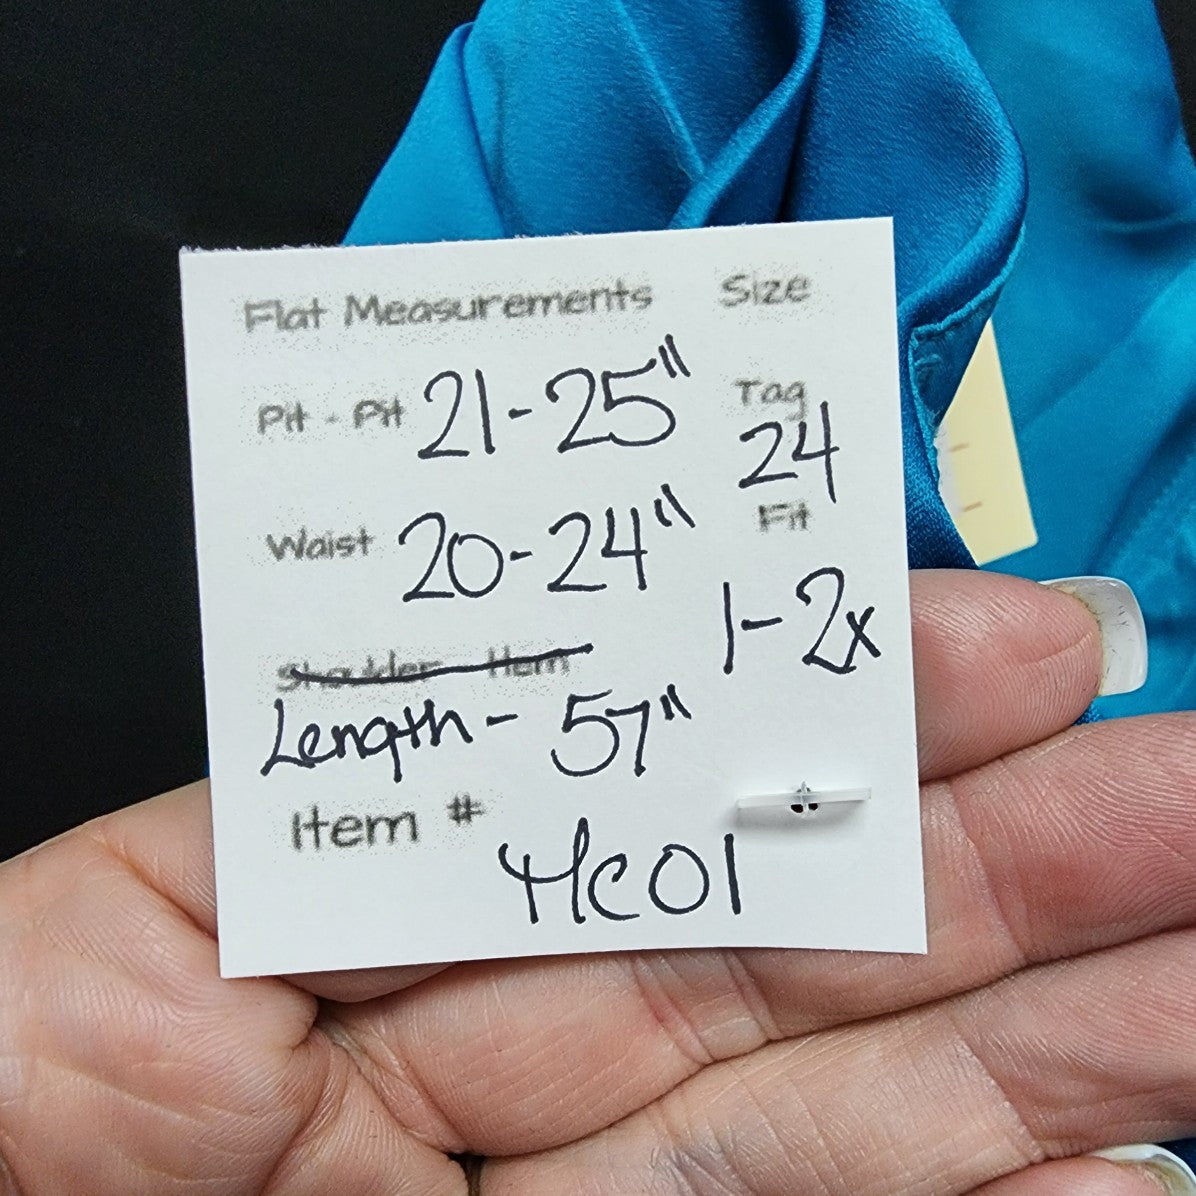 Flat Measurements Size
Pit - Pit 21-25" Tag
24
Waist 20-24" Fit
1-2x
Shoulder - Hem
Length - 57"
Item #
HC01